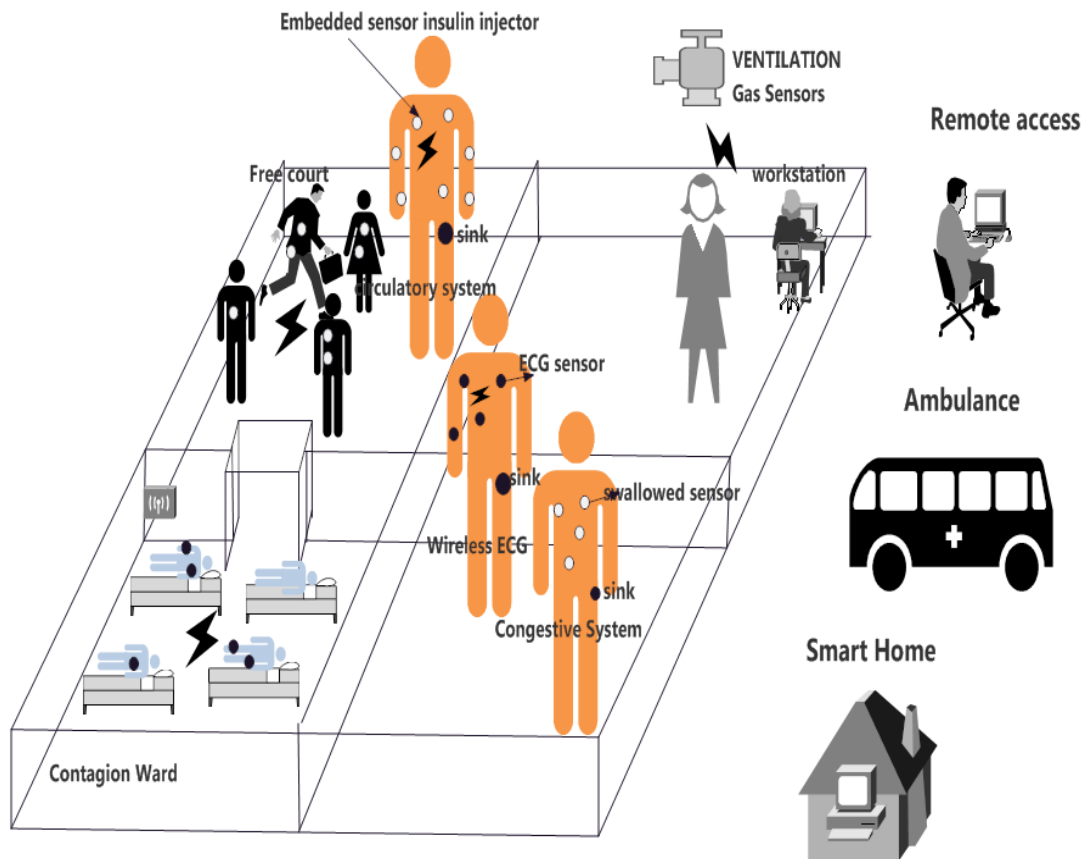 Embedded sensor insulin injector
VENTILATION
Gas Sensors
Remote access
Free court
workstation
sink
circulatory system
ECG sensor
Ambulance
sink
swallowed sensor
Wireless ECG
sink
Congestive System
Smart Home
Contagion Ward